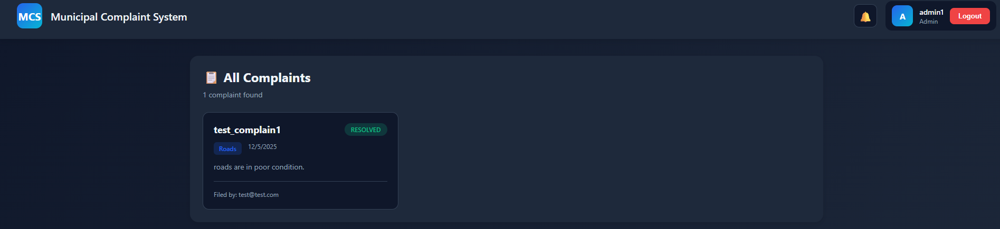 MCS
Municipal Complaint System
A
admin1
Admin
Logout
All Complaints
1 complaint found
test_complain1
RESOLVED
Roads
12/5/2025
roads are in poor condition.
Filed by: test@test.com